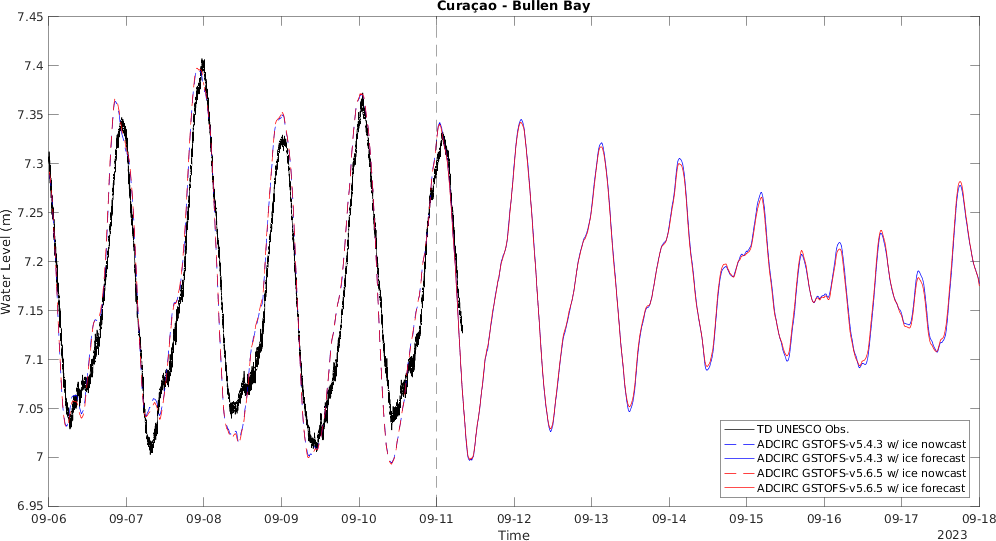 Curaçao - Bullen Bay
7.45
7.4
7.35
7.3
7.25
7.2
7.15
7.1
7.05
7
6.95
Water Level (m)
09-06 09-07 09-08 09-09 09-10 09-11 09-12 09-13 09-14 09-15 09-16 09-17 09-18
Time
2023
TD UNESCO Obs.
ADCIRC GSTOFS-v5.4.3 w/ ice nowcast
ADCIRC GSTOFS-v5.4.3 w/ ice forecast
ADCIRC GSTOFS-v5.6.5 w/ ice nowcast
ADCIRC GSTOFS-v5.6.5 w/ ice forecast